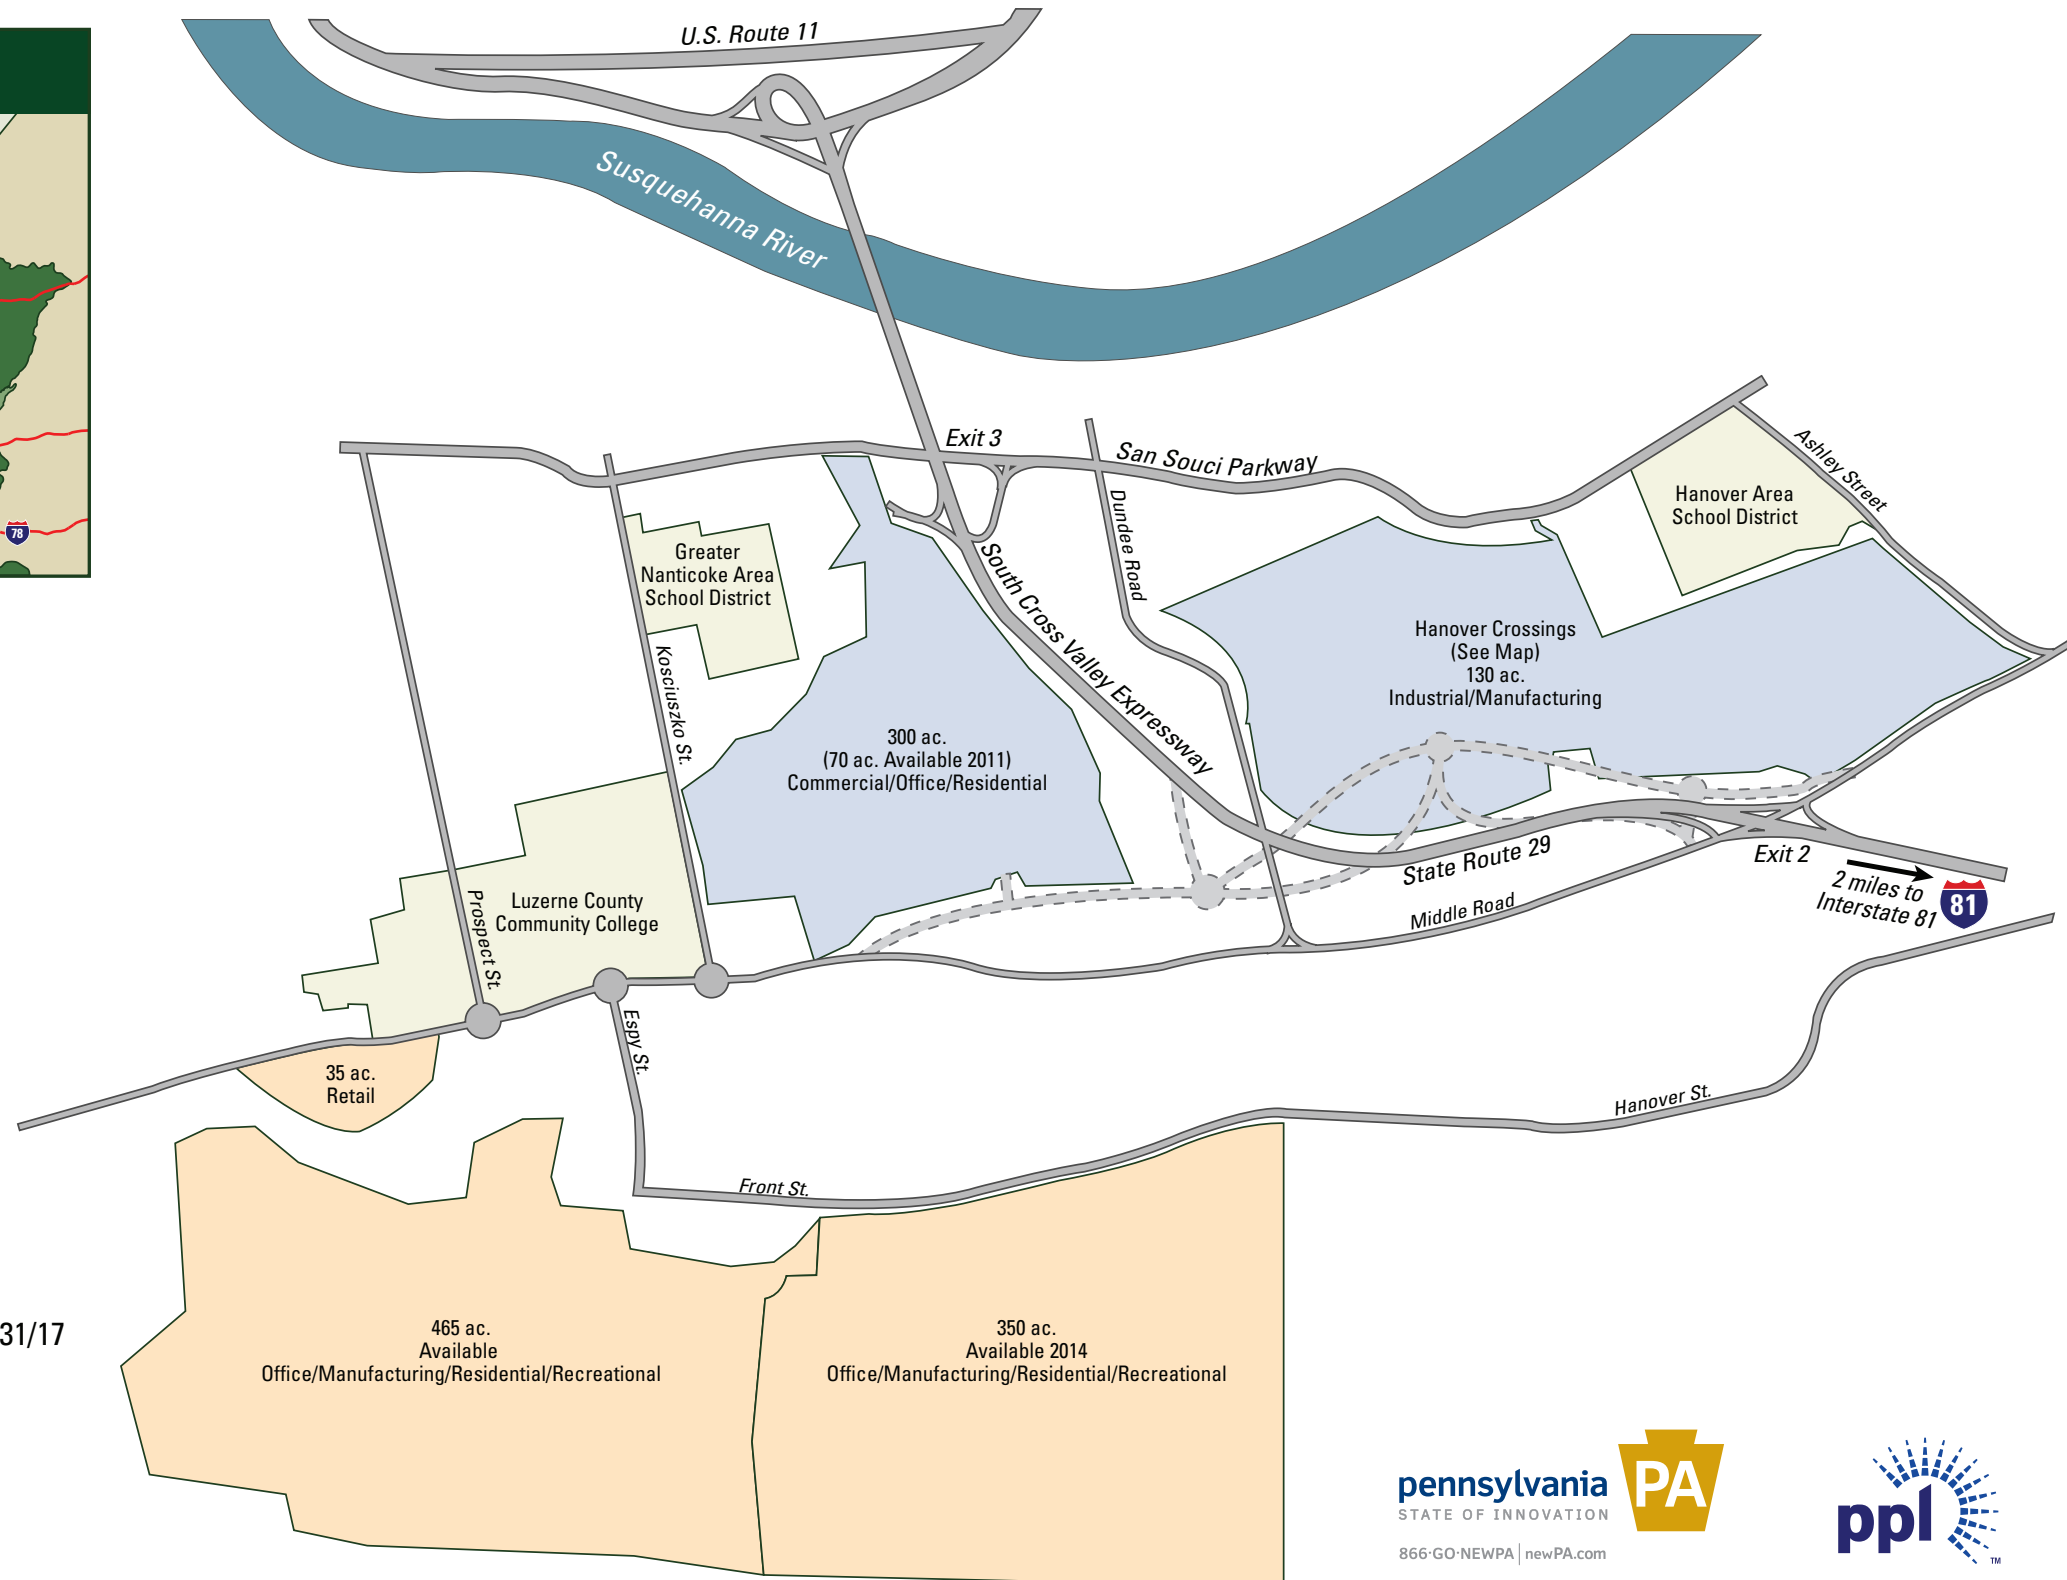 U.S. Route 11
Susquehanna River
78
Exit 3
San Souci Parkway
Ashley Street
Hanover Area
School District
Dundee Road
Greater
Nanticoke Area
School District
South Cross Valley Expressway
Kosciuszko St.
Hanover Crossings
(See Map)
130 ac.
Industrial/Manufacturing
300 ac.
(70 ac. Available 2011)
Commercial/Office/Residential
State Route 29
Exit 2
2 miles to
Interstate 81
81
Middle Road
Luzerne County
Community College
Prospect St.
Espy St.
35 ac.
Retail
Hanover St.
Front St.
31/17
465 ac.
Available
Office/Manufacturing/Residential/Recreational
350 ac.
Available 2014
Office/Manufacturing/Residential/Recreational
pennsylvania
STATE OF INNOVATION
866·GO·NEWPA | newPA.com
PA
ppl
TM